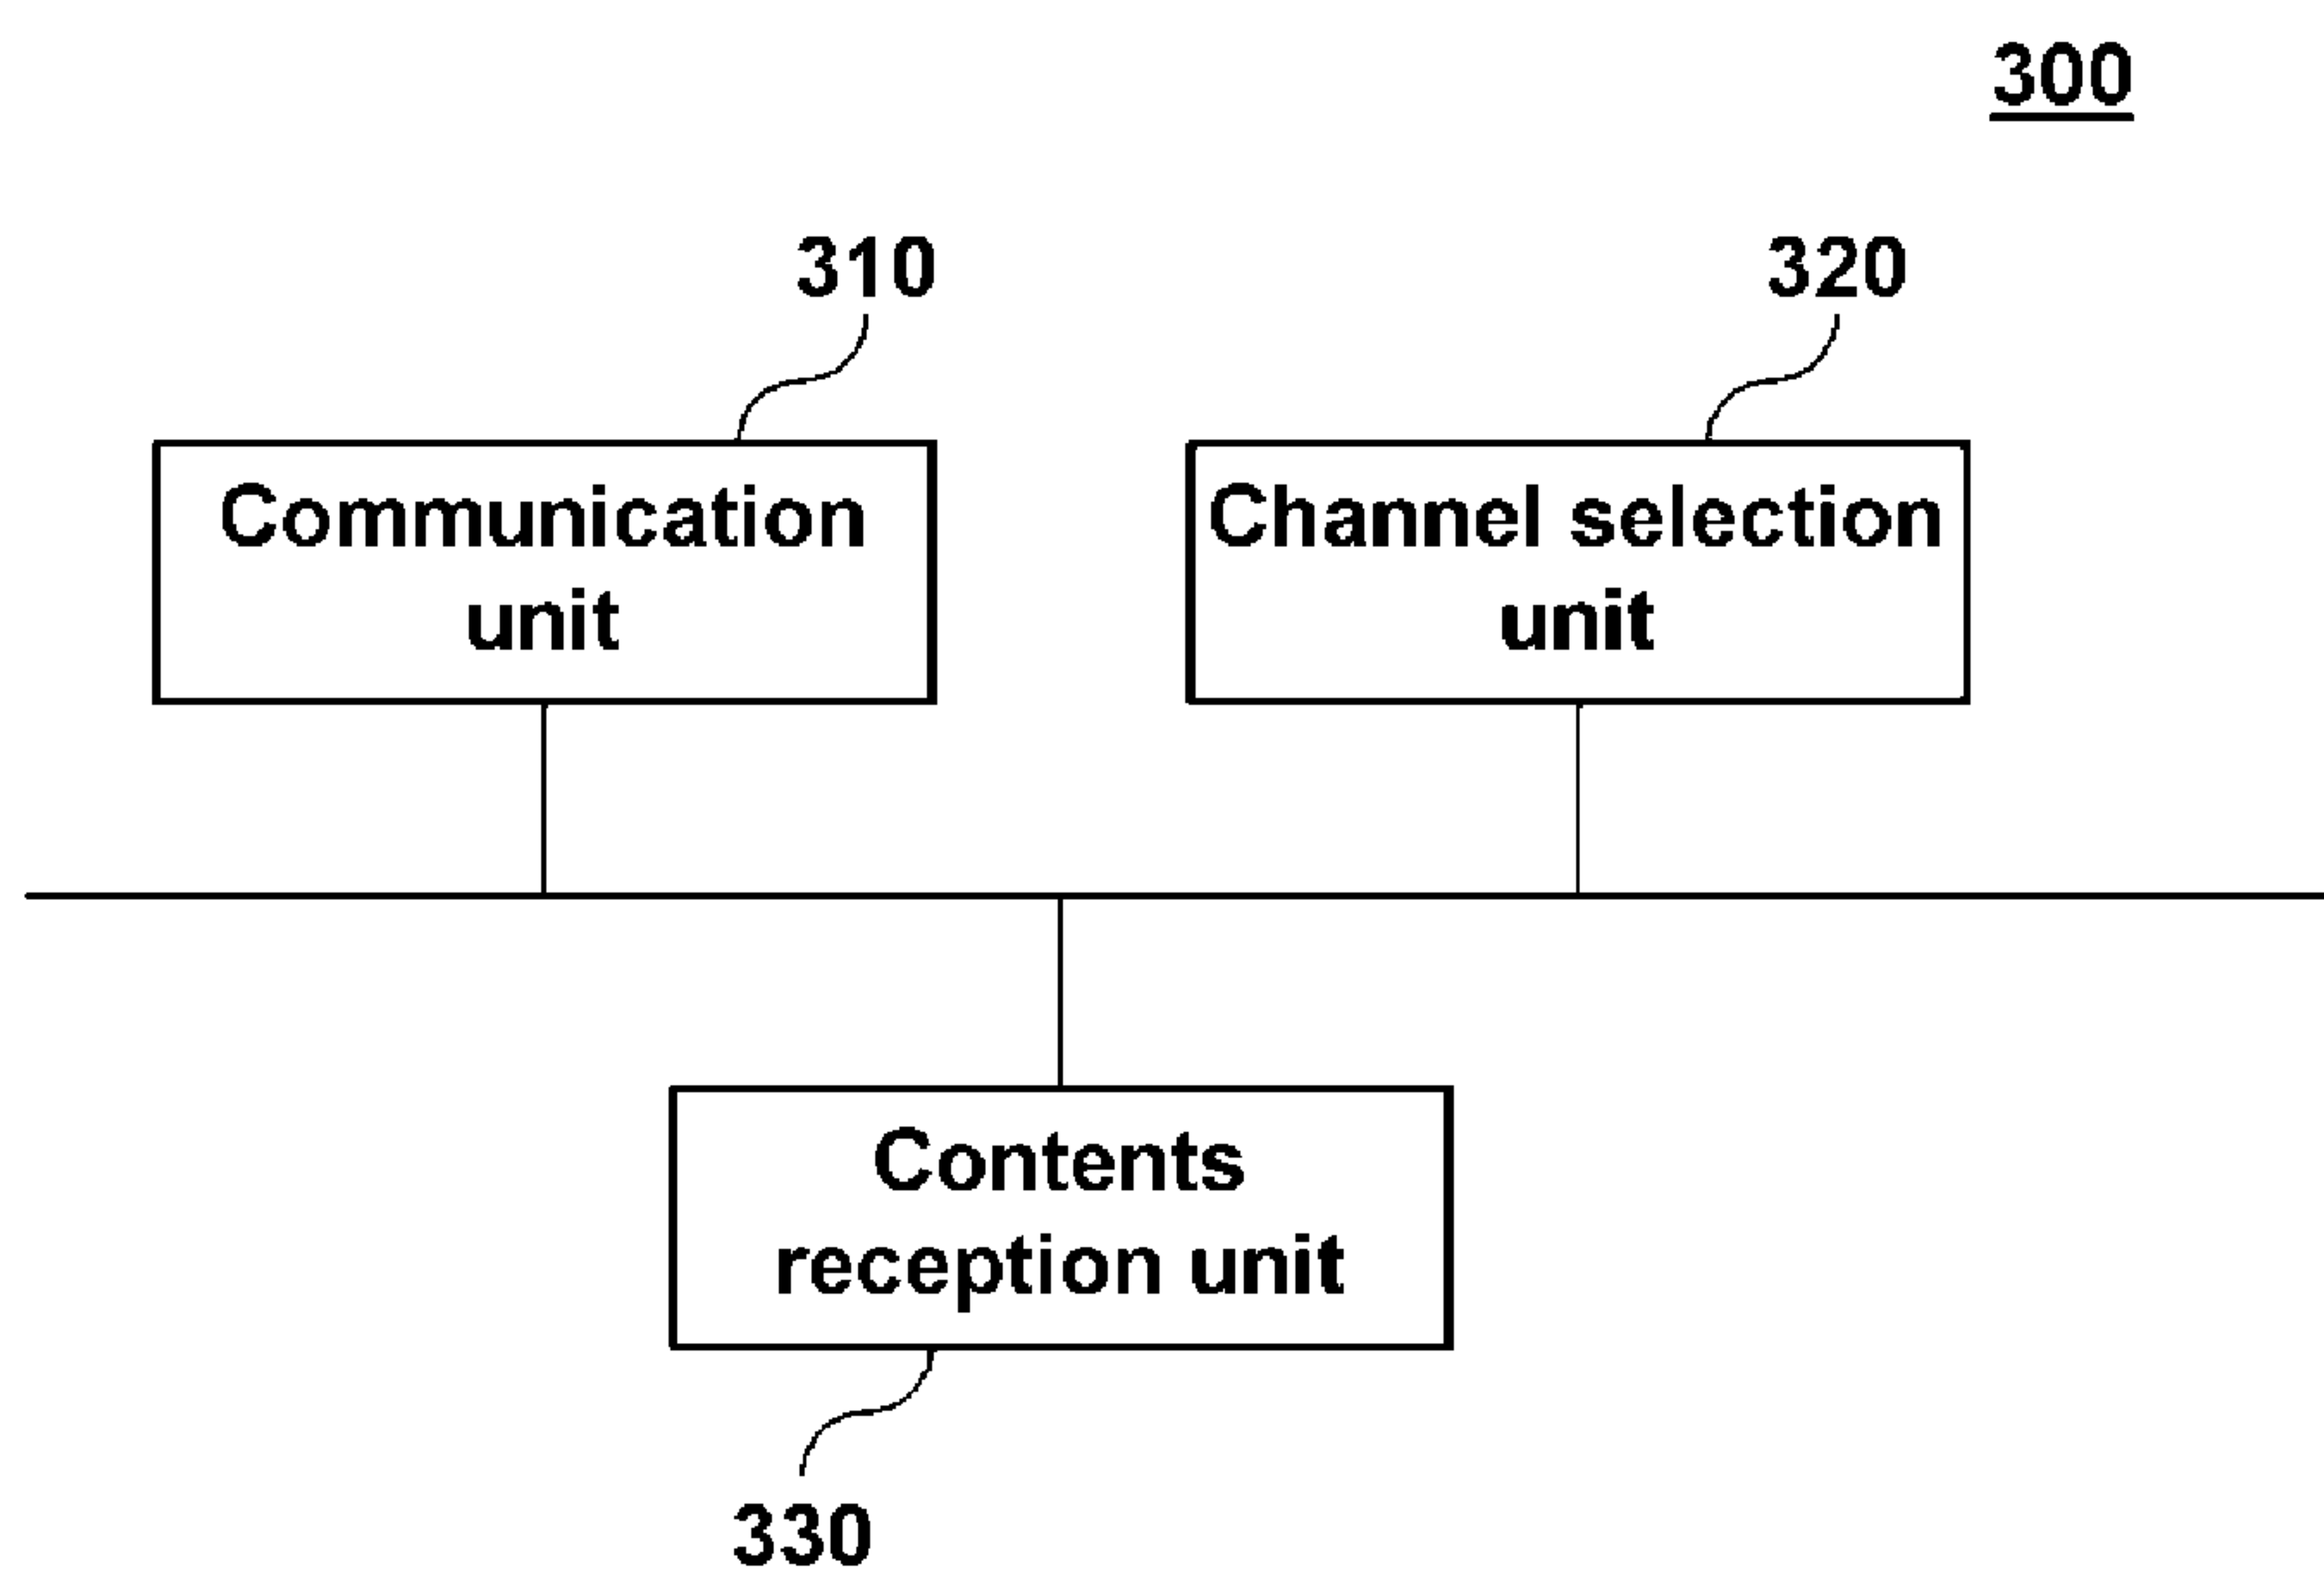 300
310
320
Communication
unit
Channel selection
unit
Contents
reception unit
330